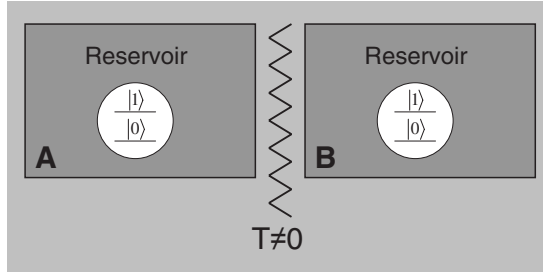 Reservoir
|1⟩
|0⟩
A
Reservoir
|1⟩
|0⟩
B
T≠0